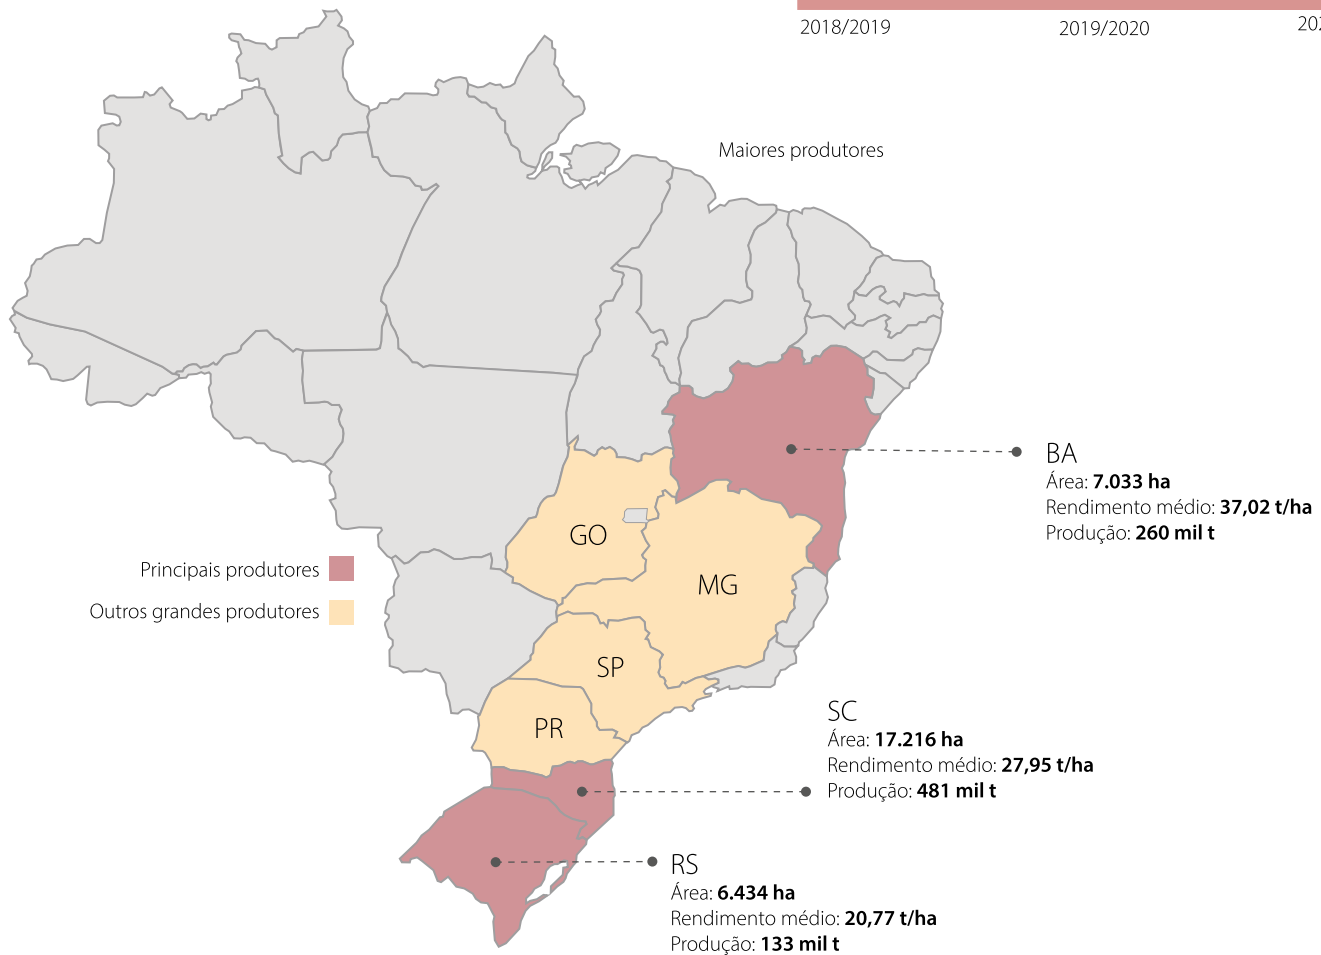 2018/2019
2019/2020
Maiores produtores
BA
Área: 7.033 ha
Rendimento médio: 37,02 t/ha
Produção: 260 mil t
GO
MG
Principais produtores
Outros grandes produtores
SP
PR
SC
Área: 17.216 ha
Rendimento médio: 27,95 t/ha
Produção: 481 mil t
RS
Área: 6.434 ha
Rendimento médio: 20,77 t/ha
Produção: 133 mil t